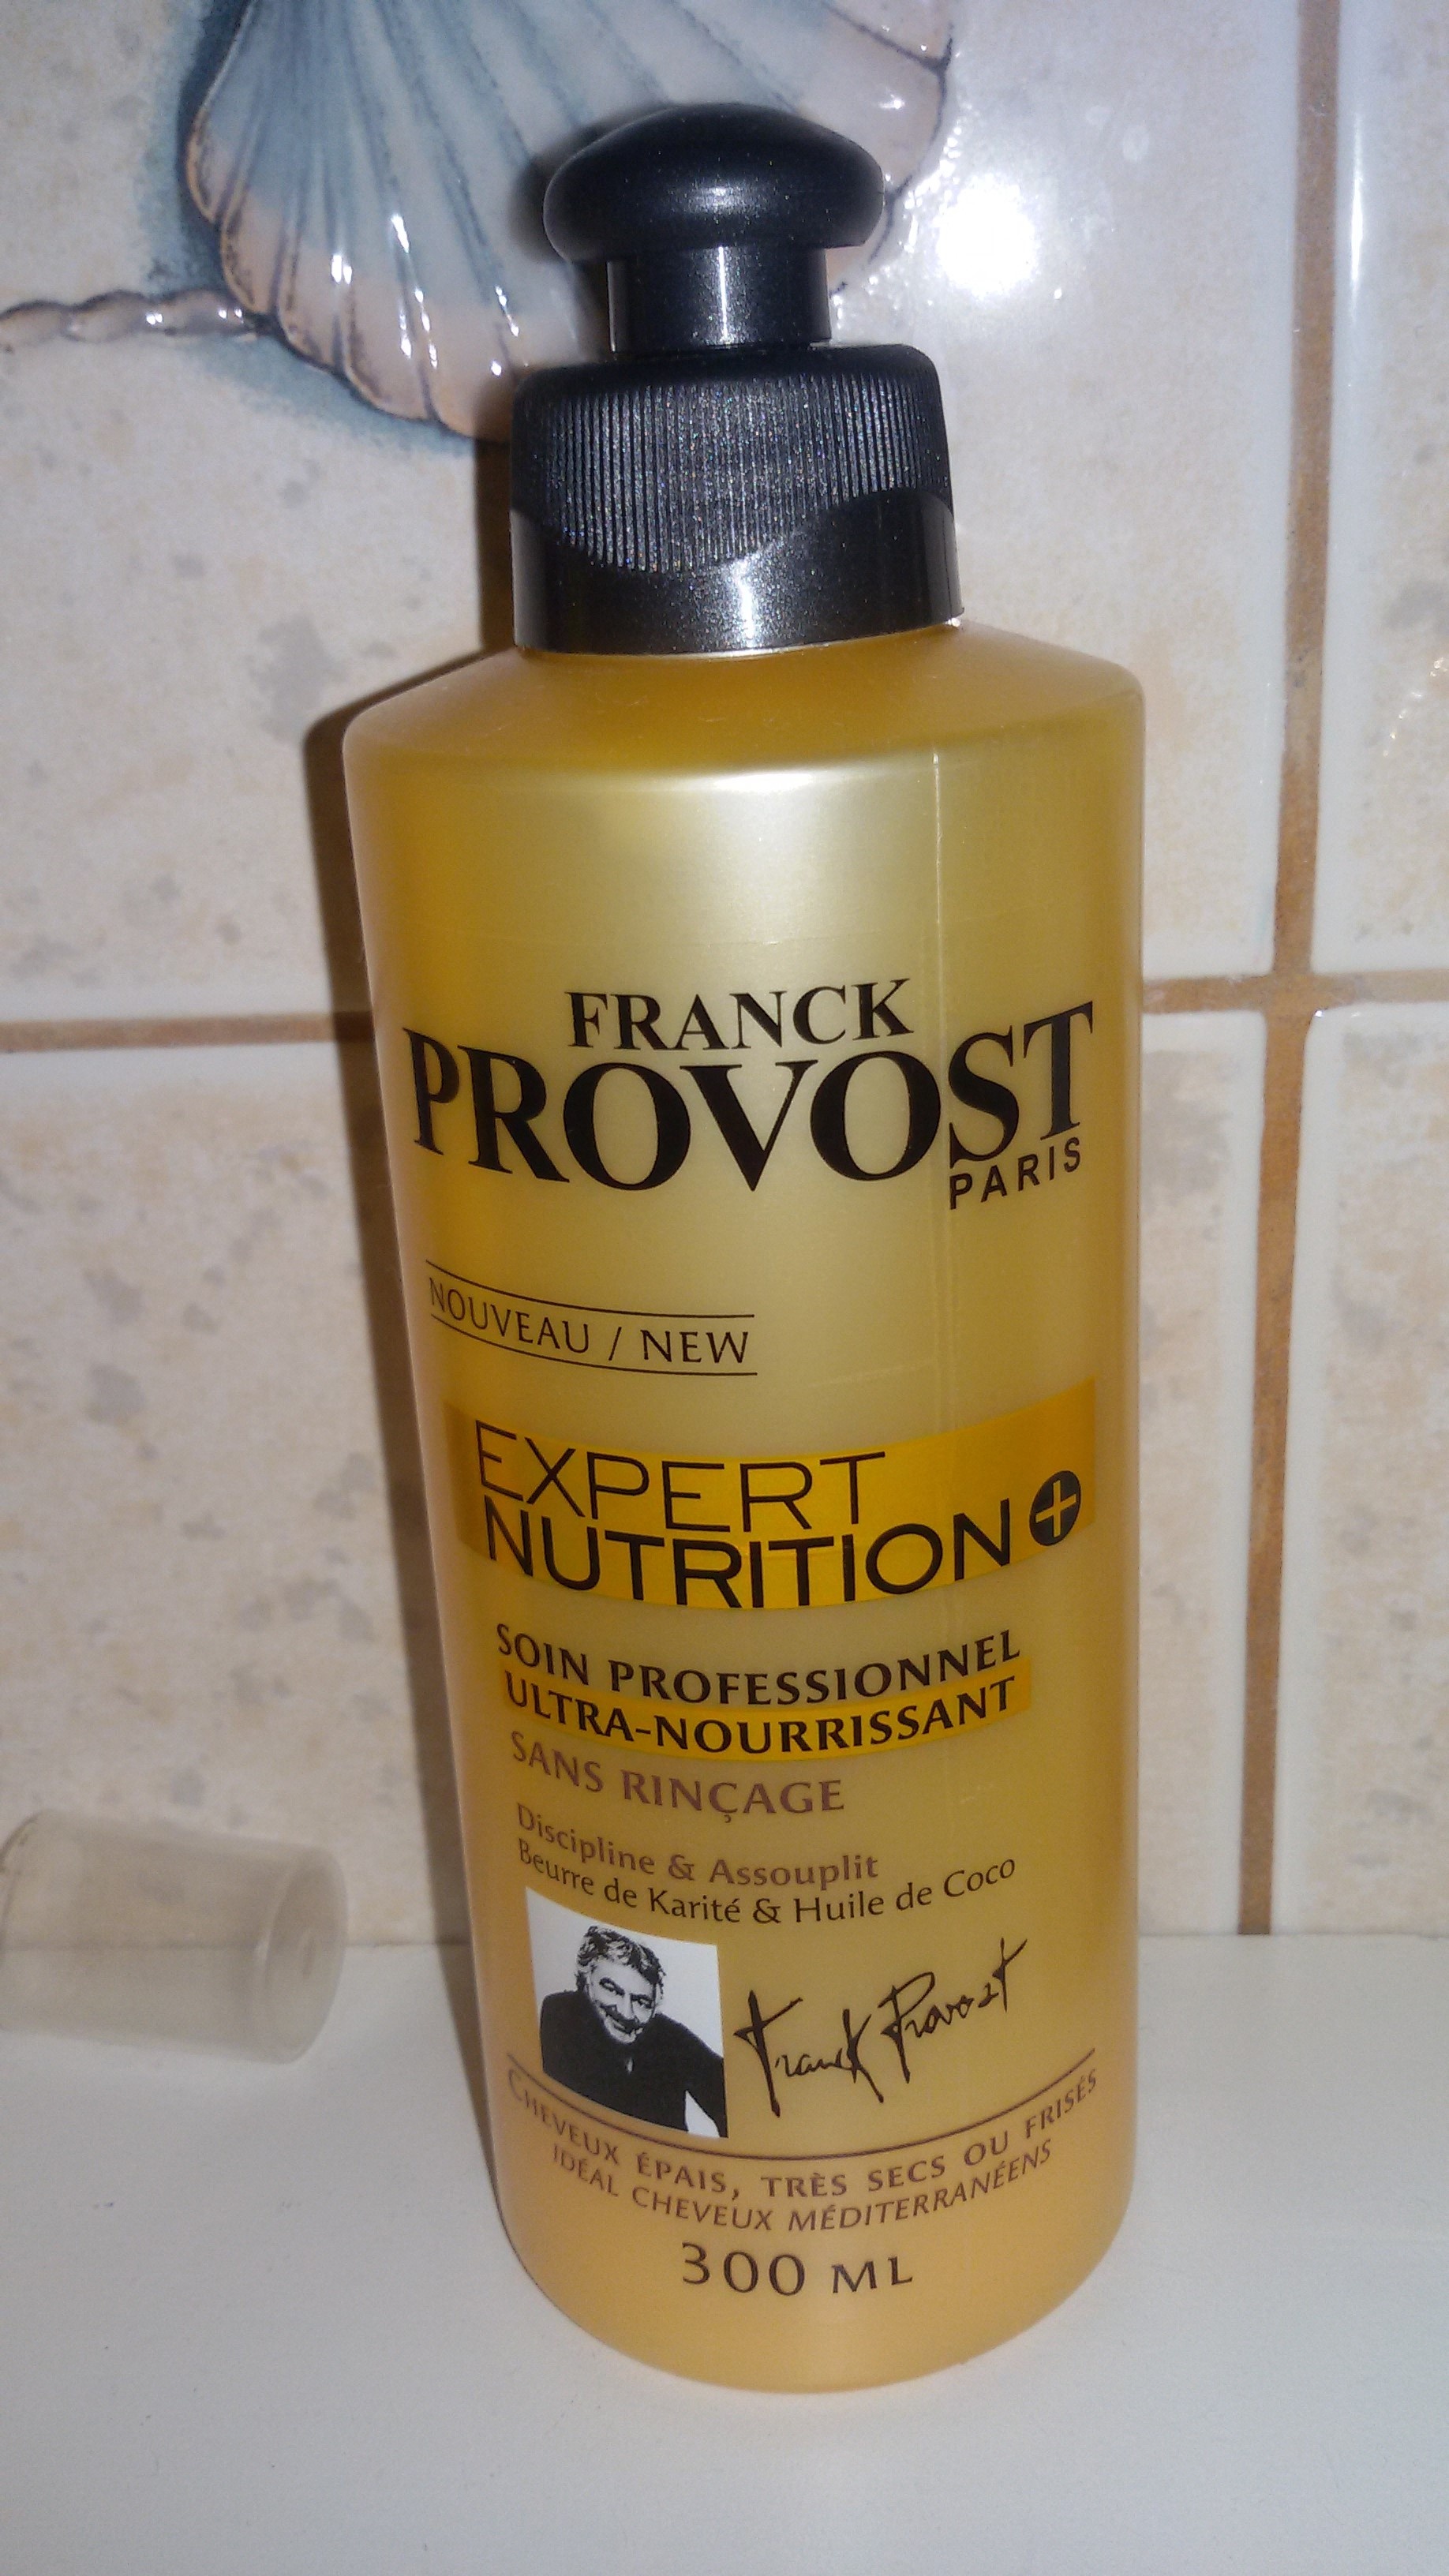 FRANCK
PROVOST
PARIS
NOUVEAU / NEW
EXPERT
NUTRITION +
SOIN PROFESSIONNEL
ULTRA-NOURRISSANT
SANS RINÇAGE
Discipline & Assouplit
Beurre de Karité & Huile de Coco
Franck Provost
CHEVEUX ÉPAIS, TRÈS SECS OU FRISÉS
IDÉAL CHEVEUX MÉDITERRANÉENS
300 ML